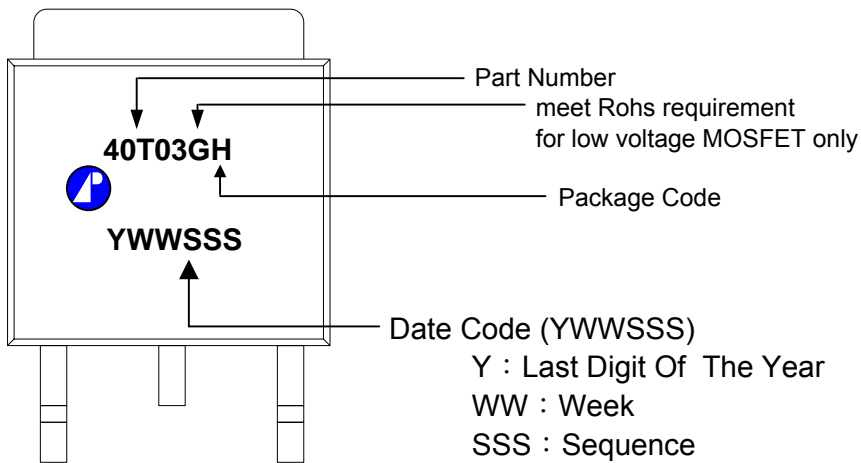 Part Number
meet Rohs requirement
for low voltage MOSFET only
40T03GH
Package Code
YWWSSS
Date Code (YWWSSS)
Y：Last Digit Of The Year
WW：Week
SSS：Sequence